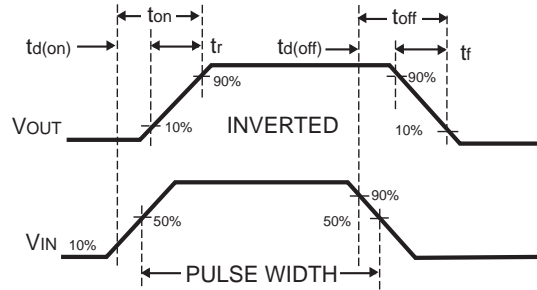 ton toff
td(on) tr td(off) tf
90% 90%
VOUT 10% INVERTED 10%
90%
50% 50%
VIN 10%
PULSE WIDTH